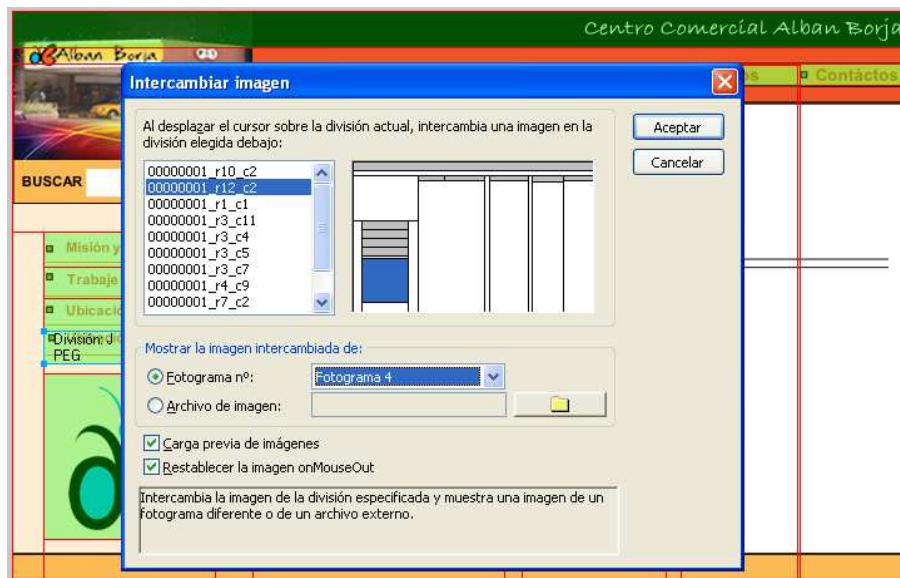 Centro Comercial Alban Borja
Alban Borja
Contáctos
BUSCAR
Misión y
Trabaje
Ubicació
División: J
PEG
Intercambiar imagen
Al desplazar el cursor sobre la división actual, intercambia una imagen en la
división elegida debajo:
00000001_r10_c2
00000001_r12_c2
00000001_r1_c1
00000001_r3_c11
00000001_r3_c4
00000001_r3_c5
00000001_r3_c7
00000001_r4_c9
00000001_r7_c2
Aceptar
Cancelar
Mostrar la imagen intercambiada de:
Fotograma nº:
Fotograma 4
Archivo de imagen:
Carga previa de imágenes
Restablecer la imagen onMouseOut
Intercambia la imagen de la división especificada y muestra una imagen de un
fotograma diferente o de un archivo externo.